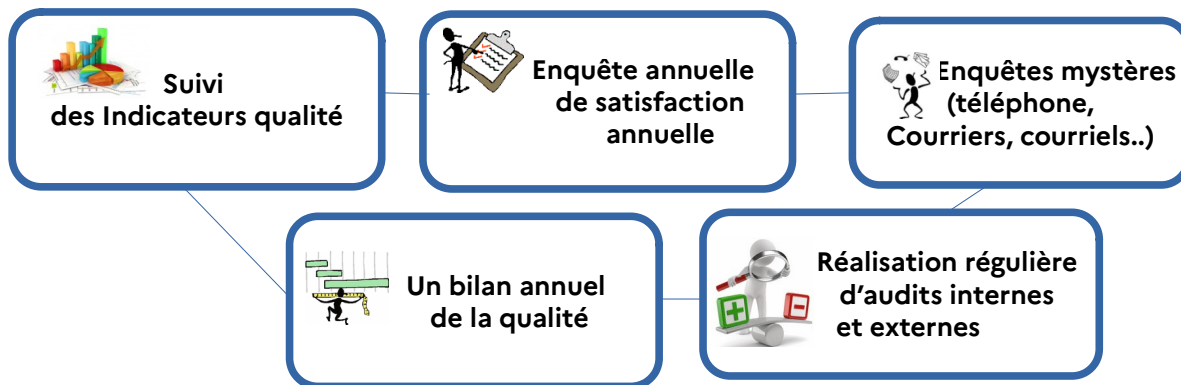 Suivi
des Indicateurs qualité
Enquête annuelle
de satisfaction
annuelle
Enquêtes mystères
(téléphone,
Courriers, courriels..)
Un bilan annuel
de la qualité
Réalisation régulière
d’audits internes
et externes